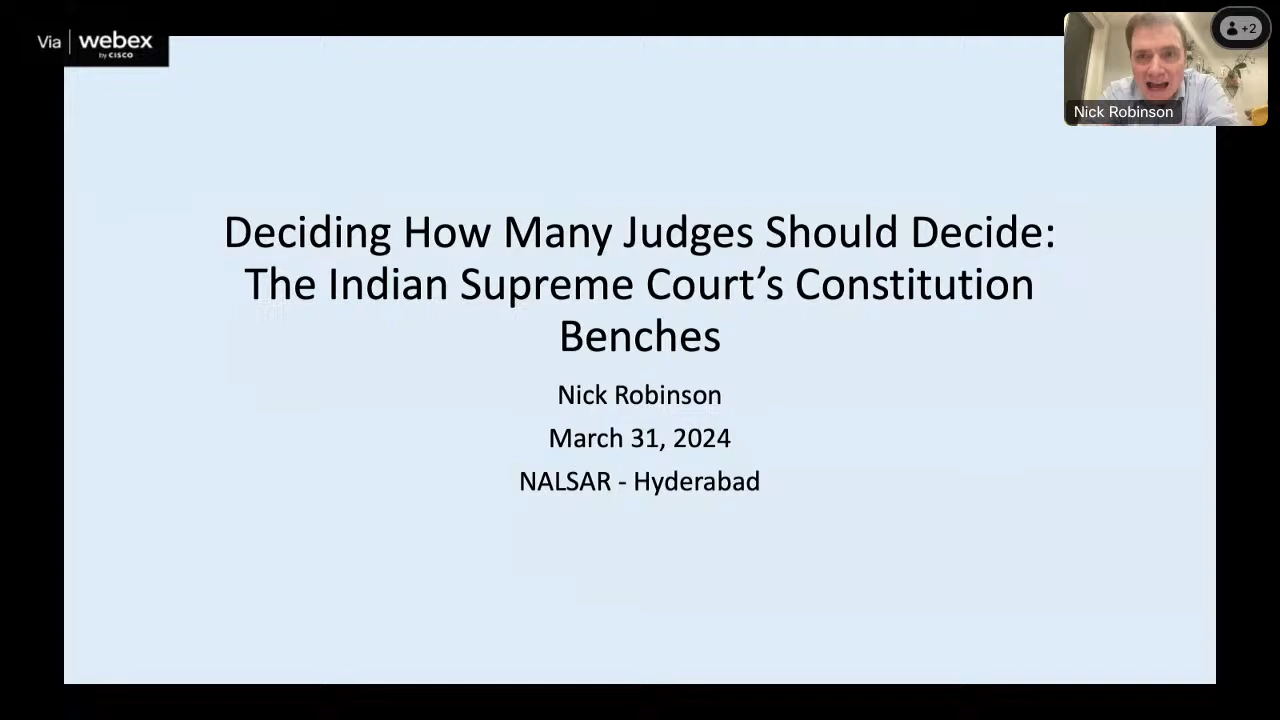 Via webex
by CISCO
+2
Nick Robinson
Deciding How Many Judges Should Decide:
The Indian Supreme Court’s Constitution
Benches
Nick Robinson
March 31, 2024
NALSAR - Hyderabad